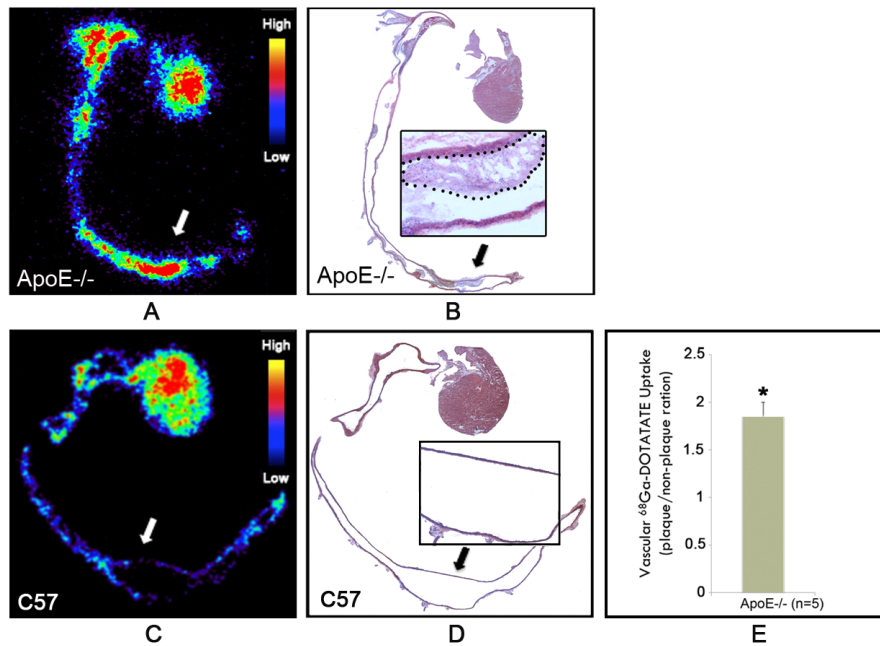 High
Low
ApoE-/-
A
ApoE-/-
B
High
Low
C57
C
C57
D
Vascular ⁶⁸Ga-DOTATATE Uptake
(plaque/non-plaque ration)
2.5
2
1.5
1
0.5
0
*
ApoE-/- (n=5)
E